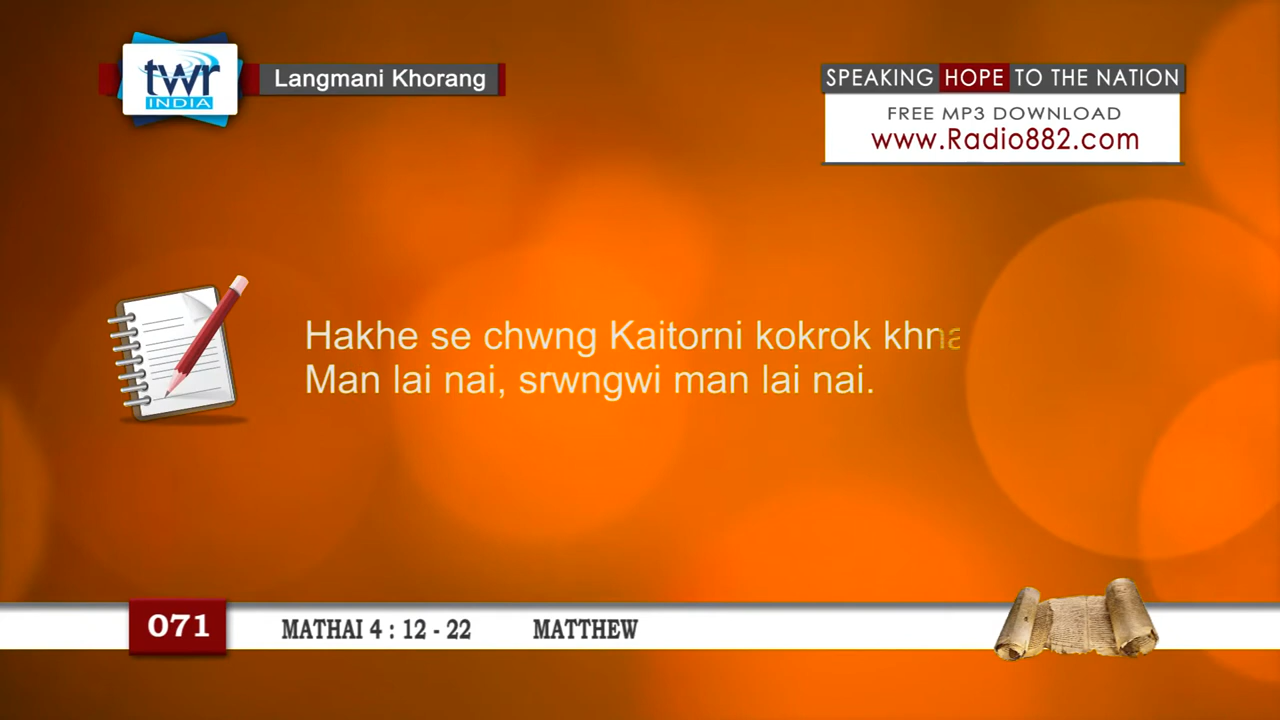 twr
INDIA
Langmani Khorang
SPEAKING HOPE TO THE NATION
FREE MP3 DOWNLOAD
www.Radio882.com
Hakhe se chwng Kaitorni kokrok
Man lai nai, srwngwi man lai nai.
071
MATHAI 4 : 12 - 22 MATTHEW